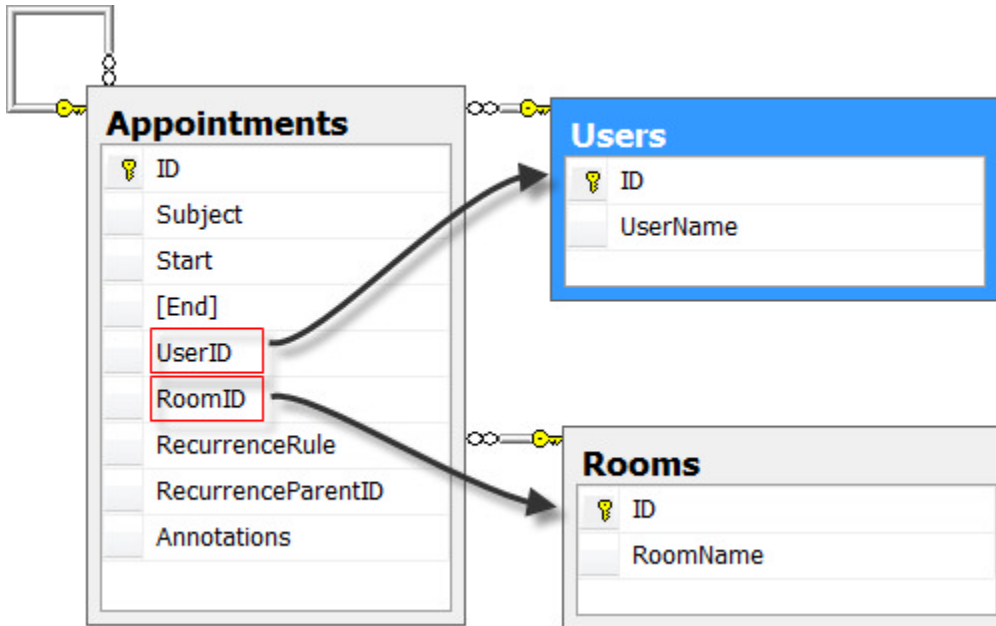 Appointments
ID
Subject
Start
[End]
UserID
RoomID
RecurrenceRule
RecurrenceParentID
Annotations
Users
ID
UserName
Rooms
ID
RoomName